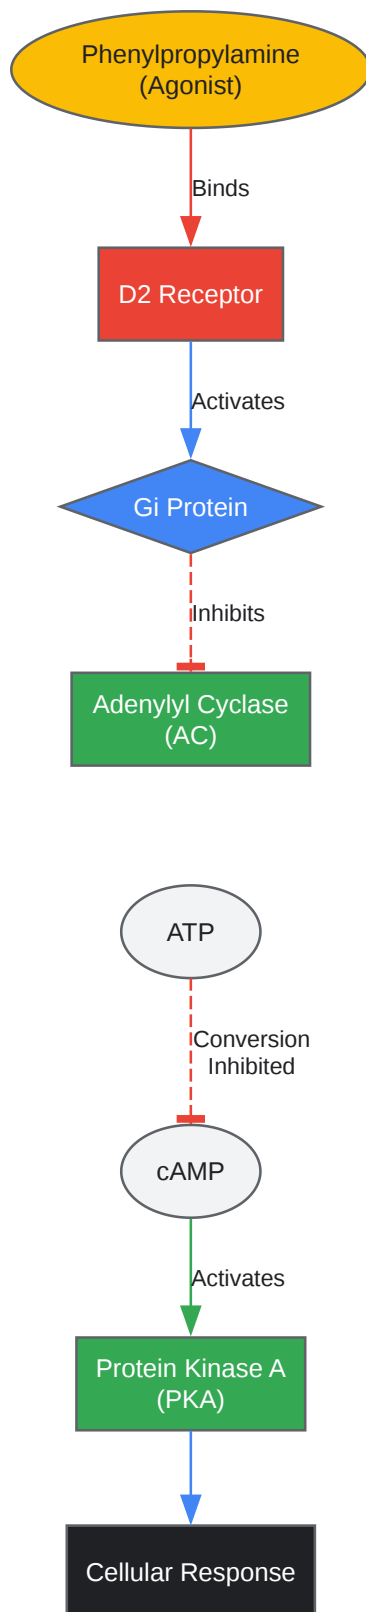 Phenylpropylamine
(Agonist)
Binds
D2 Receptor
Activates
Gi Protein
Inhibits
Adenylyl Cyclase
(AC)
ATP
Conversion
Inhibited
cAMP
Activates
Protein Kinase A
(PKA)
Cellular Response